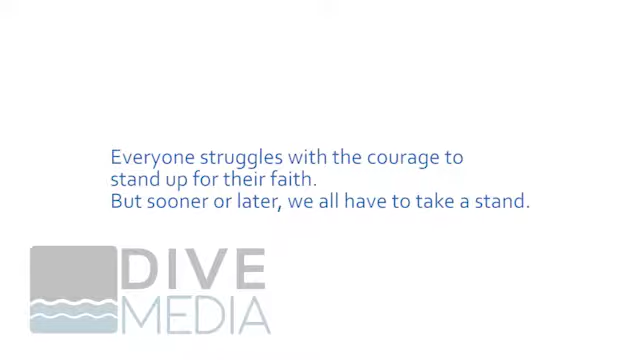 Everyone struggles with the courage to
stand up for their faith.
But sooner or later, we all have to take a stand.
DIVE
MEDIA